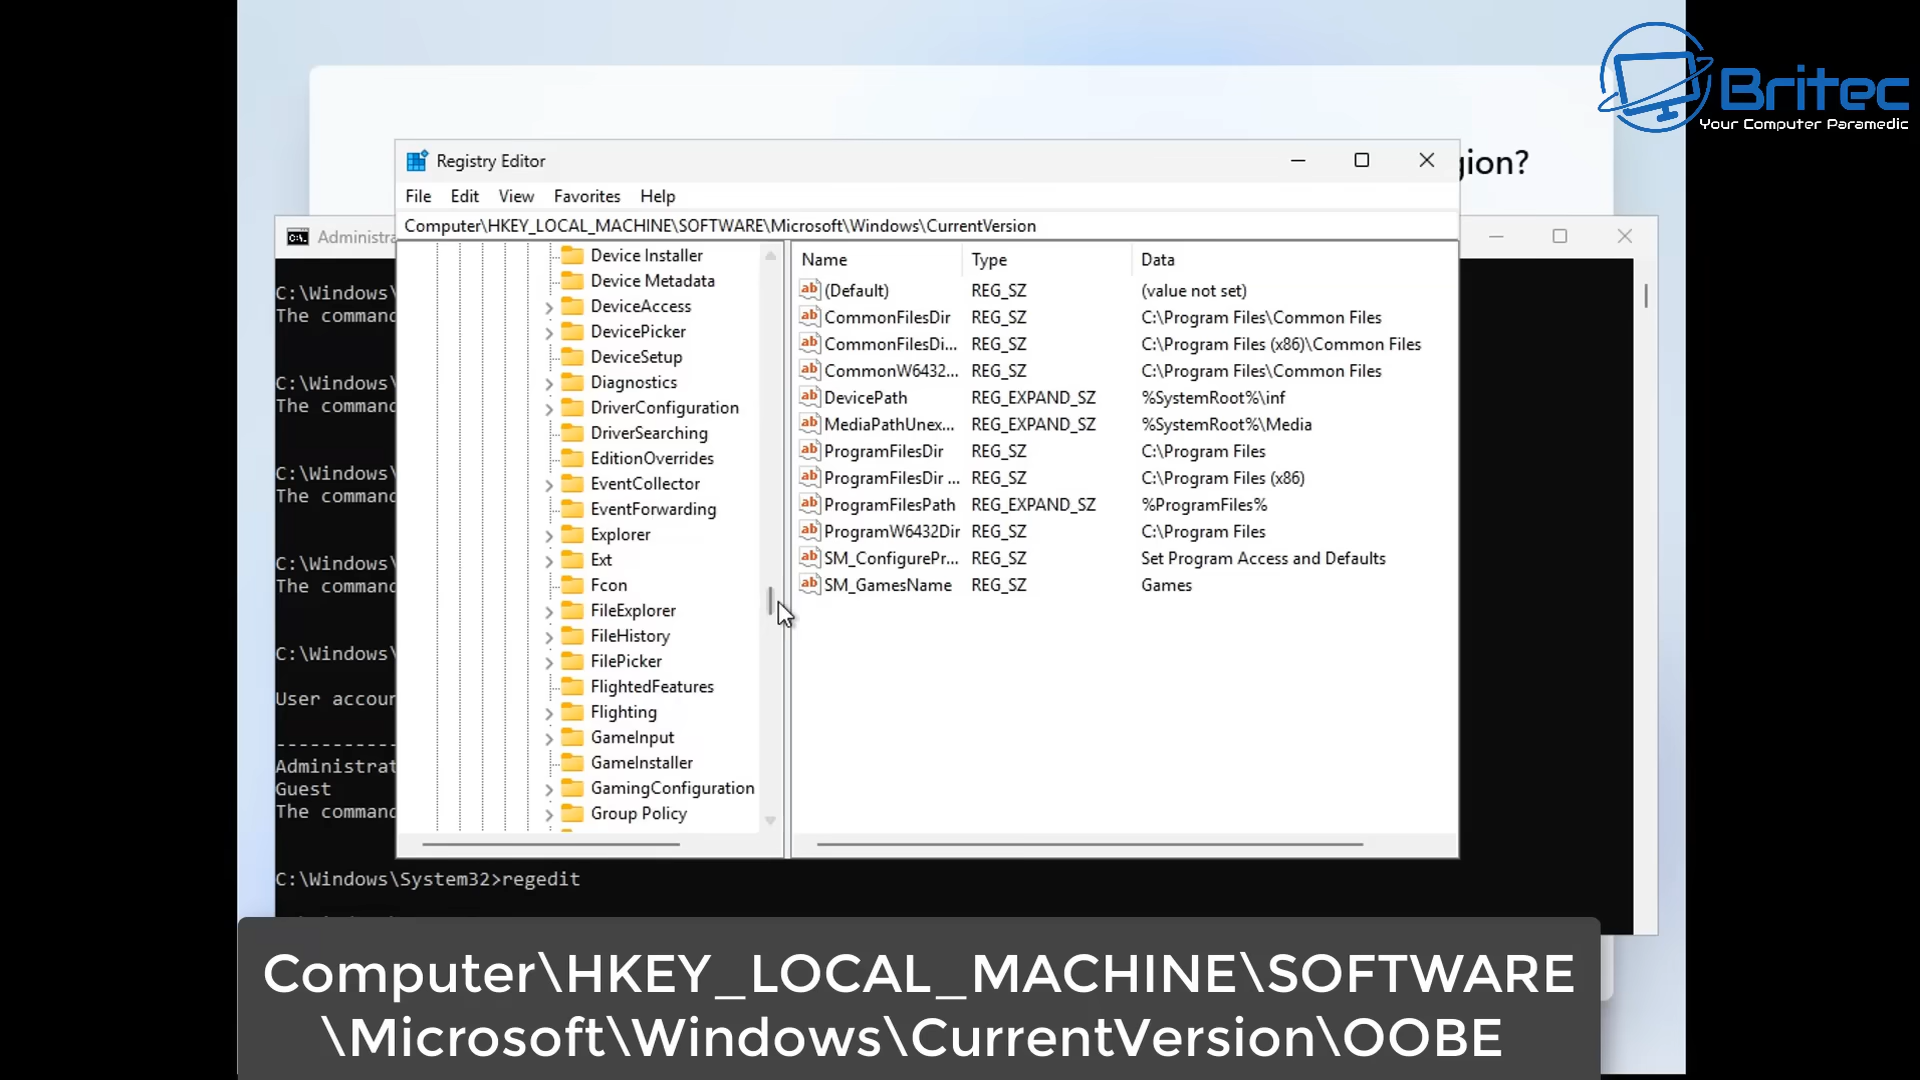 Britec
Your Computer Paramedic
gion?
Registry Editor
File Edit View Favorites Help
Computer\HKEY_LOCAL_MACHINE\SOFTWARE\Microsoft\Windows\CurrentVersion
Administra
Device Installer
Device Metadata
DeviceAccess
DevicePicker
DeviceSetup
Diagnostics
DriverConfiguration
DriverSearching
EditionOverrides
EventCollector
EventForwarding
Explorer
Ext
Fcon
FileExplorer
FileHistory
FilePicker
FlightedFeatures
Flighting
GameInput
GameInstaller
GamingConfiguration
Group Policy
Name Type Data
(Default) REG_SZ (value not set)
CommonFilesDir REG_SZ C:\Program Files\Common Files
CommonFilesDi... REG_SZ C:\Program Files (x86)\Common Files
CommonW6432... REG_SZ C:\Program Files\Common Files
DevicePath REG_EXPAND_SZ %SystemRoot%\inf
MediaPathUnex... REG_EXPAND_SZ %SystemRoot%\Media
ProgramFilesDir REG_SZ C:\Program Files
ProgramFilesDir ... REG_SZ C:\Program Files (x86)
ProgramFilesPath REG_EXPAND_SZ %ProgramFiles%
ProgramW6432Dir REG_SZ C:\Program Files
SM_ConfigurePr... REG_SZ Set Program Access and Defaults
SM_GamesName REG_SZ Games
C:\Windows\
The command
C:\Windows\
The command
C:\Windows\
The command
C:\Windows\
The command
C:\Windows\
User accoun
-----------
Administrat
Guest
The command
C:\Windows\System32>regedit
Computer\HKEY_LOCAL_MACHINE\SOFTWARE
\Microsoft\Windows\CurrentVersion\OOBE